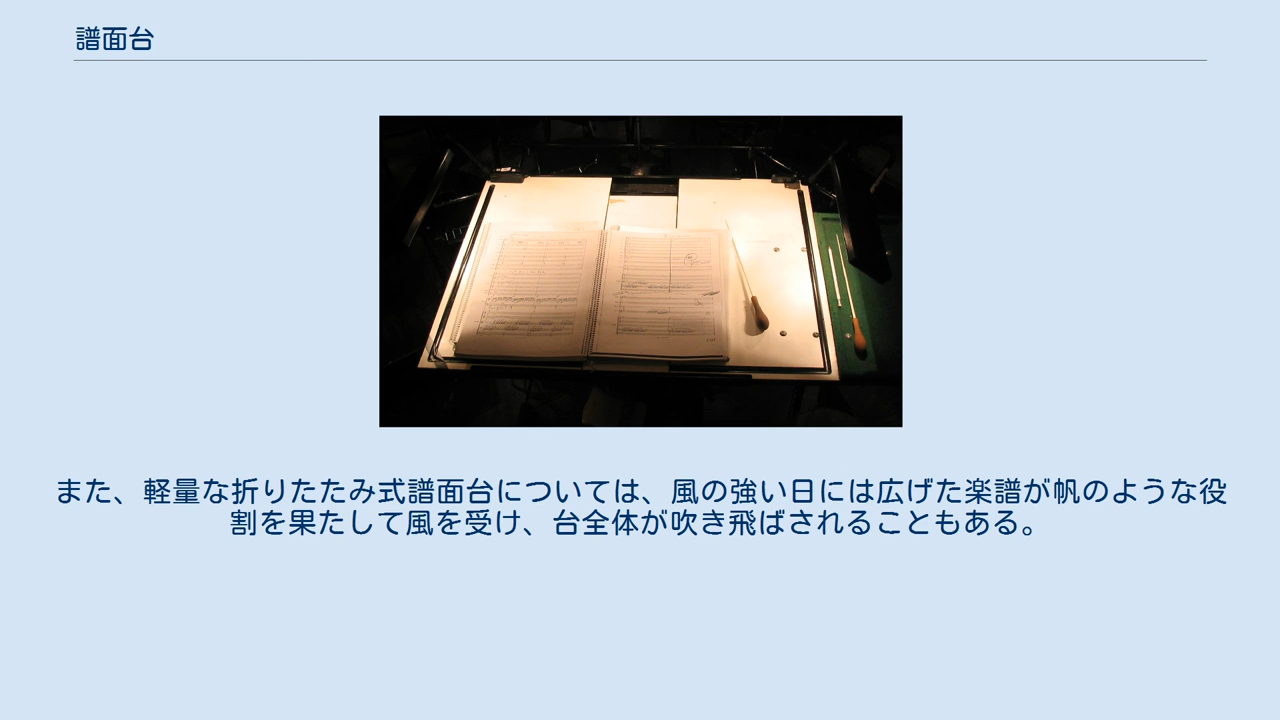 譜面台
また、軽量な折りたたみ式譜面台については、風の強い日には広げた楽譜が帆のような役
割を果たして風を受け、台全体が吹き飛ばされることもある。